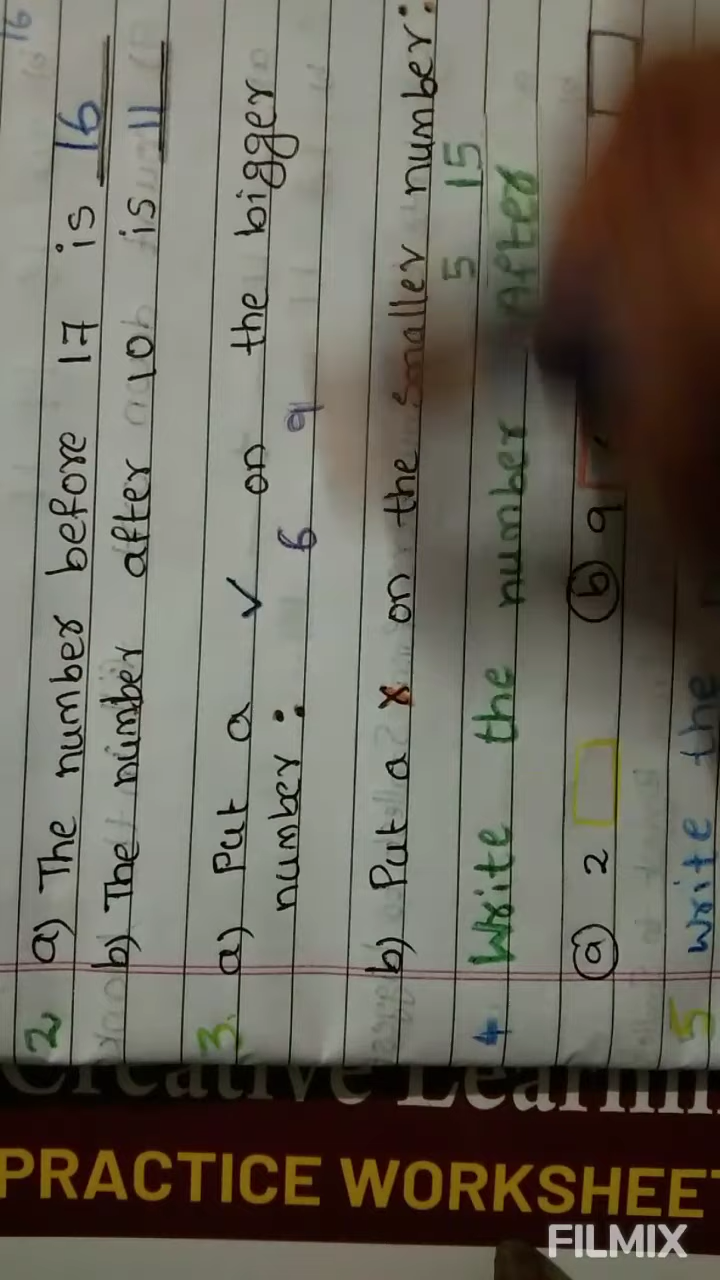 16
2. a) The number before 17 is 16
b) The number after 10 is 11
3. a) Put a ✓ on the bigger
number: 6 9
b) Put a x on the smaller number:
5 15
4 Write the number After
(a) 2 (b) 9
5 Write the
Creative Learnin
PRACTICE WORKSHEET
FILMIX